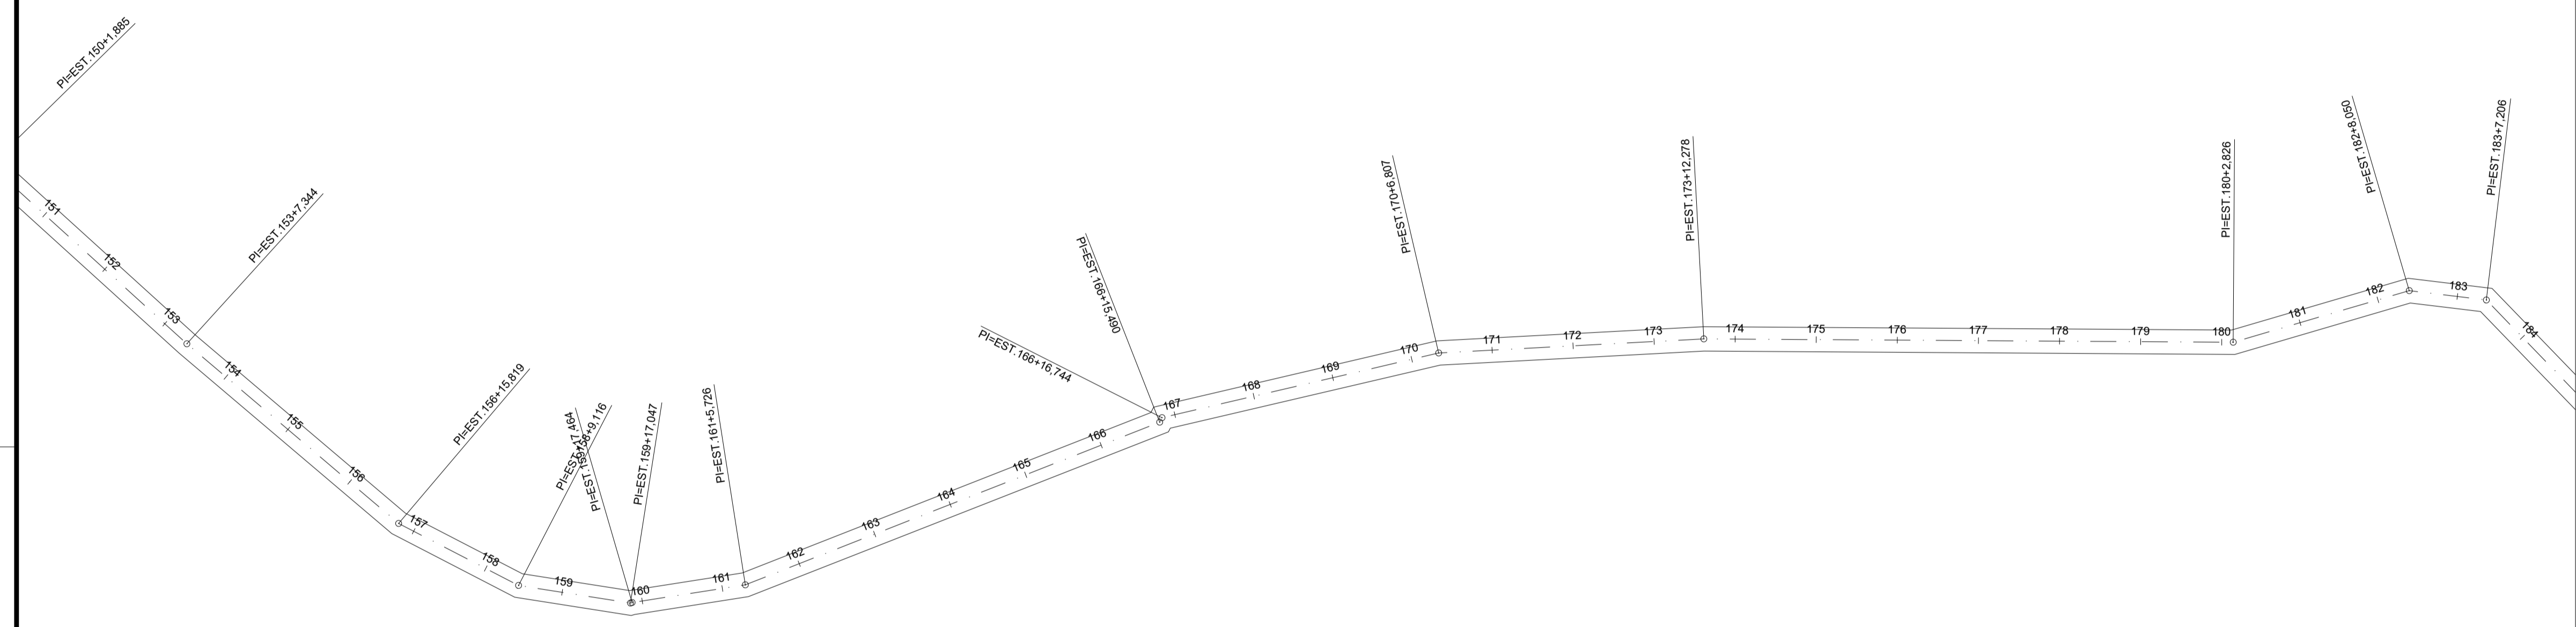 PI=EST.150+1,885
151
152
153
PI=EST.153+7,344
154
155
156
PI=EST.156+15,819
157
158
PI=EST.158+9,116
159
PI=EST.159+17,047
160
161
PI=EST.161+5,726
162
163
164
165
166
PI=EST.166+15,490
PI=EST.166+16,744
167
168
169
170
PI=EST.170+6,807
171
172
173
PI=EST.173+12,278
174
175
176
177
178
179
180
PI=EST.180+2,826
181
182
PI=EST.182+8,050
183
PI=EST.183+7,206
184